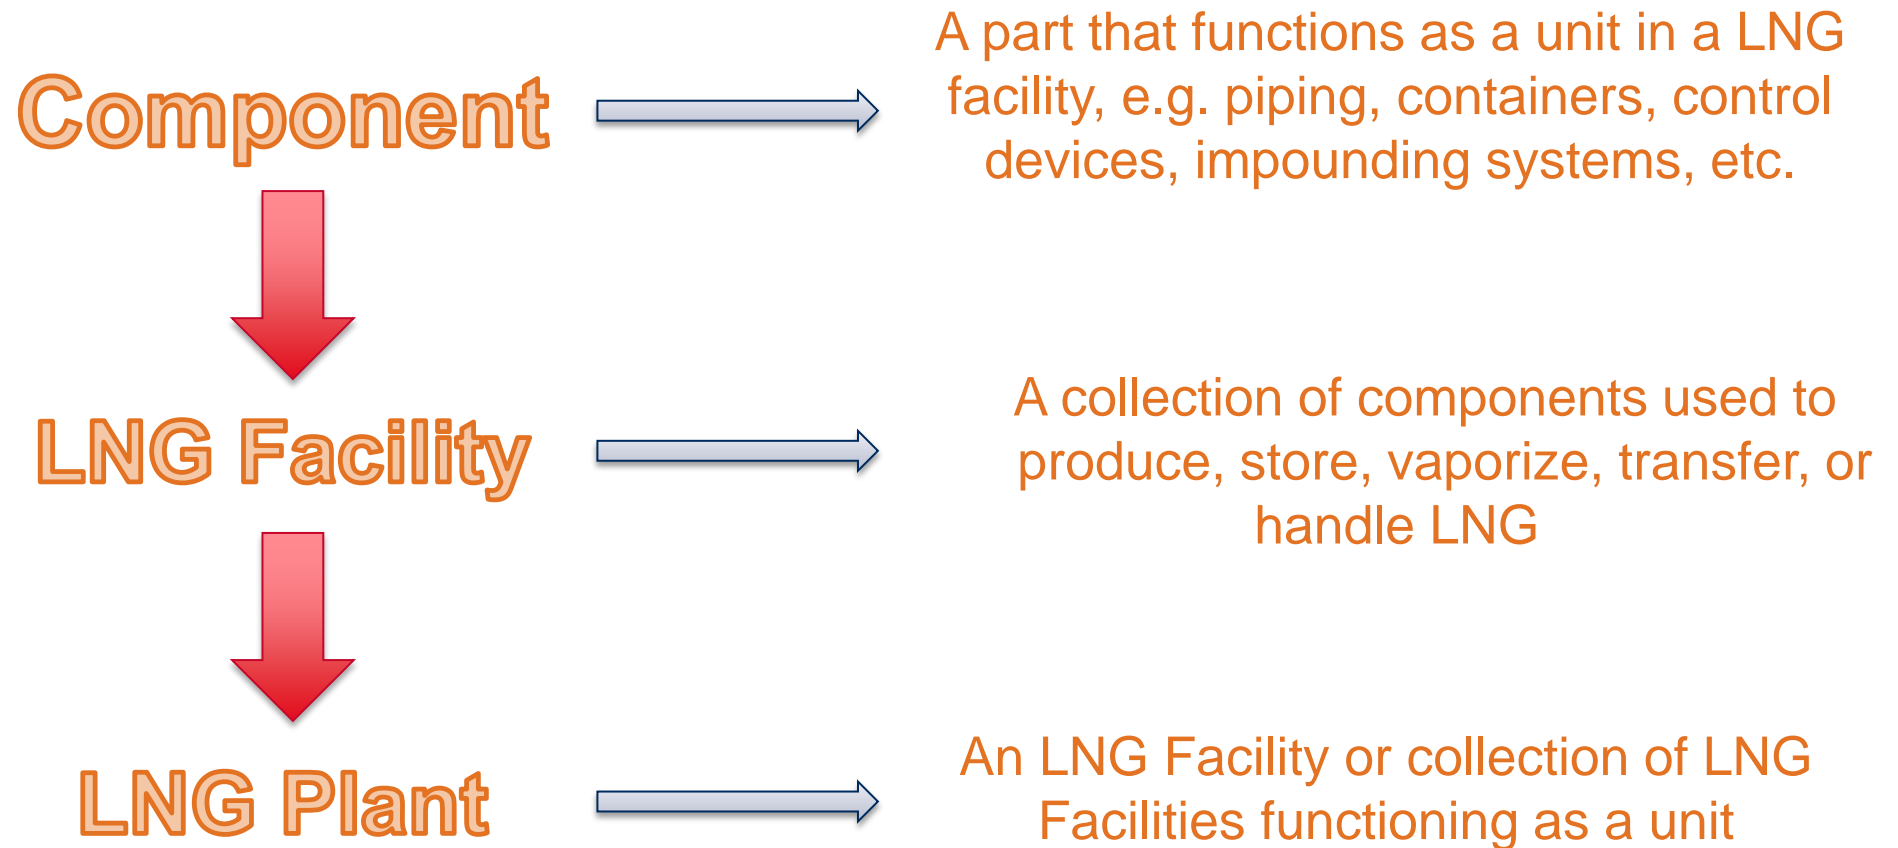 Component
A part that functions as a unit in a LNG
facility, e.g. piping, containers, control
devices, impounding systems, etc.
LNG Facility
A collection of components used to
produce, store, vaporize, transfer, or
handle LNG
LNG Plant
An LNG Facility or collection of LNG
Facilities functioning as a unit